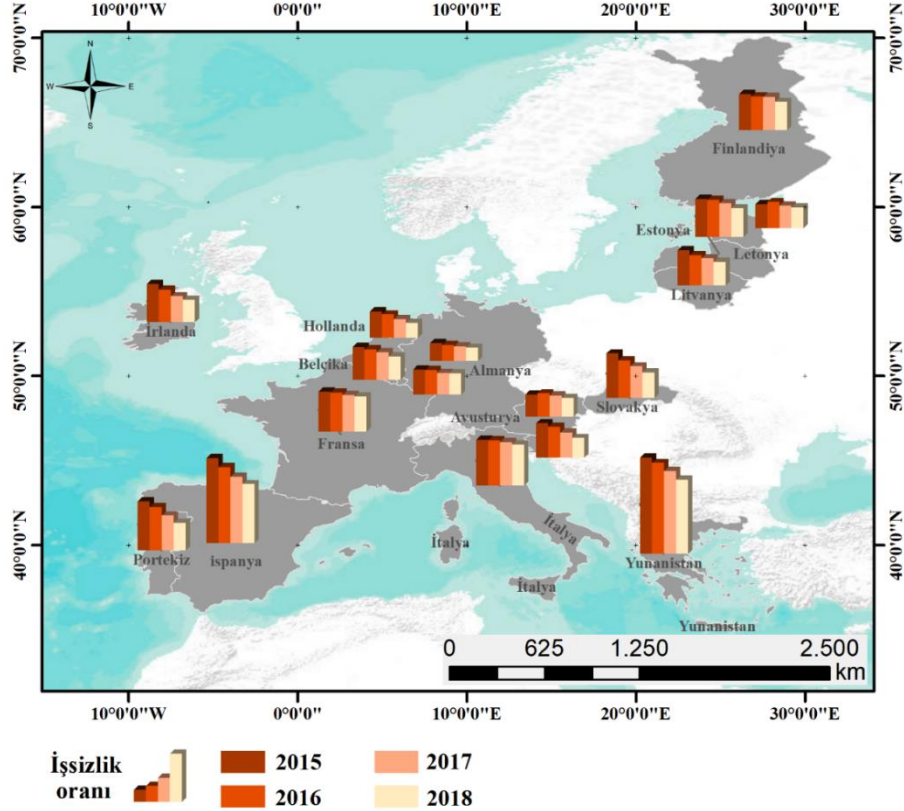 10°0'0"W 0°0'0" 10°0'0"E 20°0'0"E 30°0'0"E
70°0'0"N
70°0'0"N
N
W E
S
Finlandiya
60°0'0"N
60°0'0"N
Estonya
Letonya
Litvanya
İrlanda
Hollanda
Belçika
Almanya
50°0'0"N
50°0'0"N
Avusturya
Slovakya
Fransa
İtalya
40°0'0"N
40°0'0"N
Portekiz
ispanya
İtalya
Yunanistan
İtalya
Yunanistan
0 625 1.250 2.500
km
10°0'0"W 0°0'0" 10°0'0"E 20°0'0"E 30°0'0"E
İşsizlik
oranı
2015
2017
2016
2018